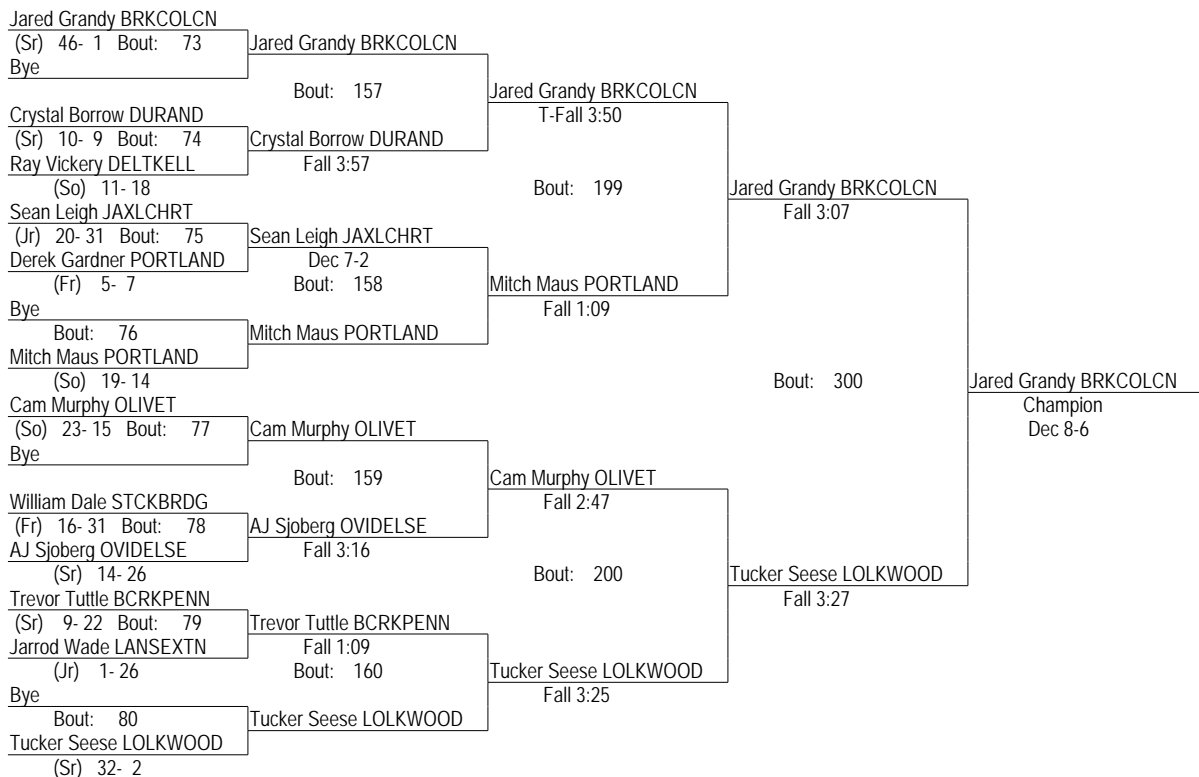 Jared Grandy BRKCOLCN
(Sr) 46- 1 Bout: 73
Jared Grandy BRKCOLCN
Bye
Bout: 157
Jared Grandy BRKCOLCN
Crystal Borrow DURAND
T-Fall 3:50
(Sr) 10- 9 Bout: 74
Crystal Borrow DURAND
Ray Vickery DELTKELL
Fall 3:57
(So) 11- 18
Bout: 199
Jared Grandy BRKCOLCN
Sean Leigh JAXLCHRT
Fall 3:07
(Jr) 20- 31 Bout: 75
Sean Leigh JAXLCHRT
Derek Gardner PORTLAND
Dec 7-2
(Fr) 5- 7
Bout: 158
Mitch Maus PORTLAND
Bye
Fall 1:09
Bout: 76
Mitch Maus PORTLAND
Mitch Maus PORTLAND
(So) 19- 14
Bout: 300
Jared Grandy BRKCOLCN
Cam Murphy OLIVET
Champion
(So) 23- 15 Bout: 77
Cam Murphy OLIVET
Dec 8-6
Bye
Bout: 159
Cam Murphy OLIVET
William Dale STCKBRDG
Fall 2:47
(Fr) 16- 31 Bout: 78
AJ Sjoberg OVIDELSE
AJ Sjoberg OVIDELSE
Fall 3:16
(Sr) 14- 26
Bout: 200
Tucker Seese LOLKWOOD
Trevor Tuttle BCRKPENN
Fall 3:27
(Sr) 9- 22 Bout: 79
Trevor Tuttle BCRKPENN
Jarrod Wade LANSEXTN
Fall 1:09
(Jr) 1- 26
Bout: 160
Tucker Seese LOLKWOOD
Bye
Fall 3:25
Bout: 80
Tucker Seese LOLKWOOD
Tucker Seese LOLKWOOD
(Sr) 32- 2